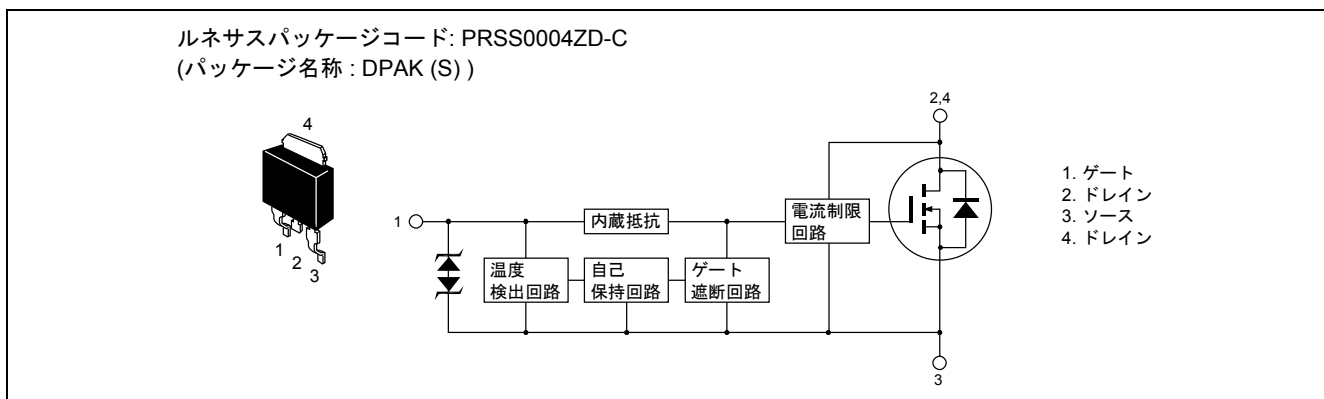 ルネサスパッケージコード: PRSS0004ZD-C
(パッケージ名称 : DPAK (S) )
4
1
2
3
1
内蔵抵抗
温度
検出回路
自己
保持回路
ゲート
遮断回路
電流制限
回路
2,4
3
1. ゲート
2. ドレイン
3. ソース
4. ドレイン